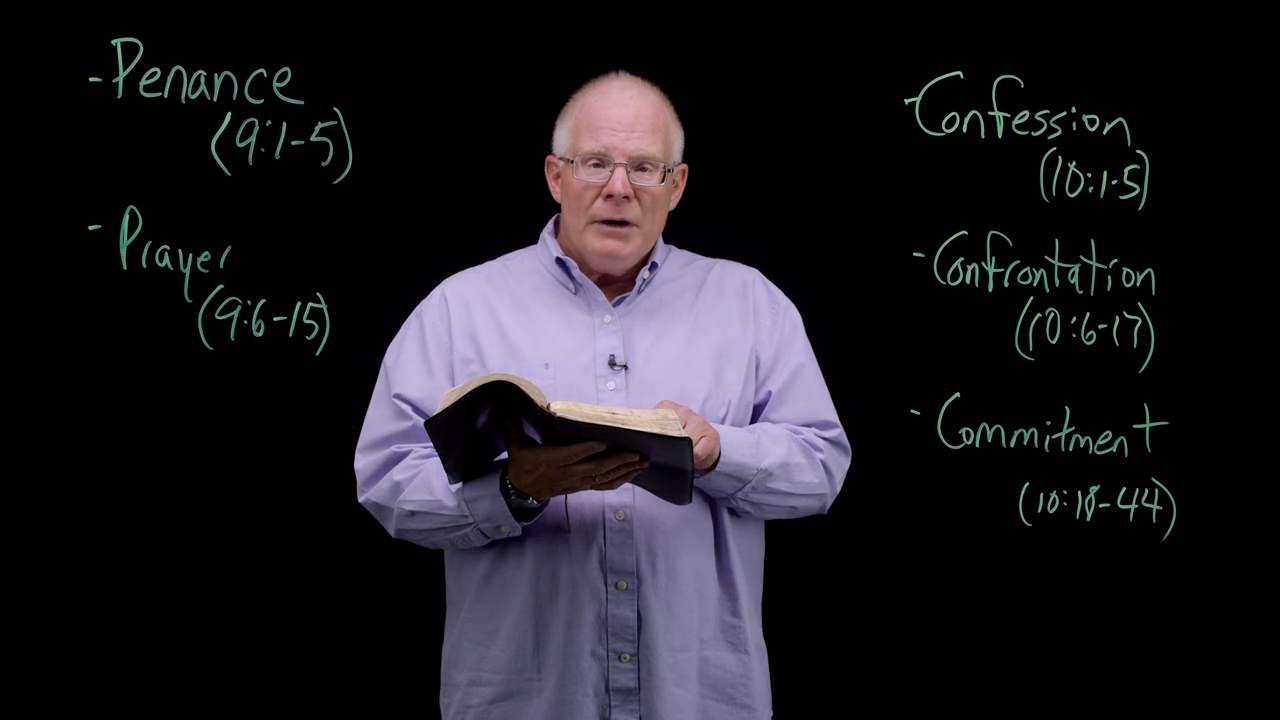 -Penance
(9:1-5)
-Prayer
(9:6-15)
-Confession
(10:1-5)
-Confrontation
(10:6-17)
-Commitment
(10:18-44)